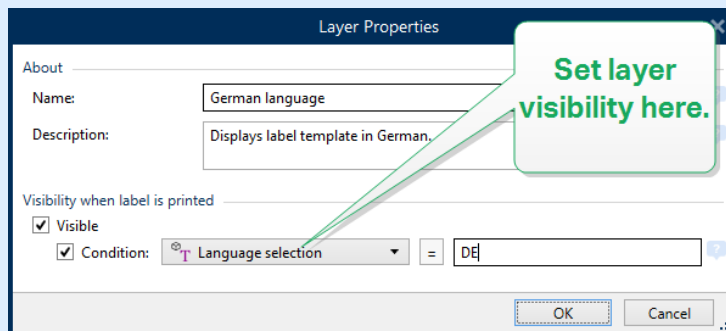 Layer Properties
Set layer
visibility here.
About
Name: German language
Description: Displays label template in German.
Visibility when label is printed
Visible
Condition: T Language selection = DE
OK Cancel